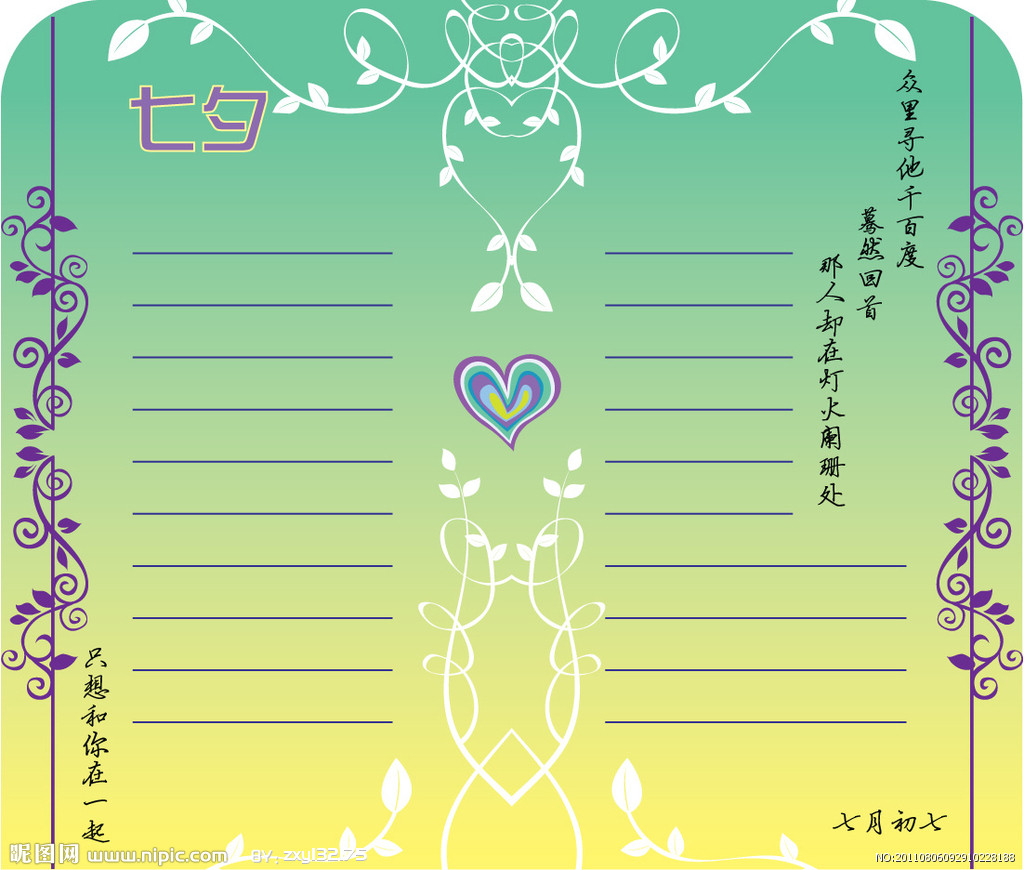 七夕
众里寻他千百度
蓦然回首
那人却在灯火阑珊处
只想和你在一起
七月初七
昵图网 www.nipic.com BY: zxyl32.75
NO:20110806092910228188